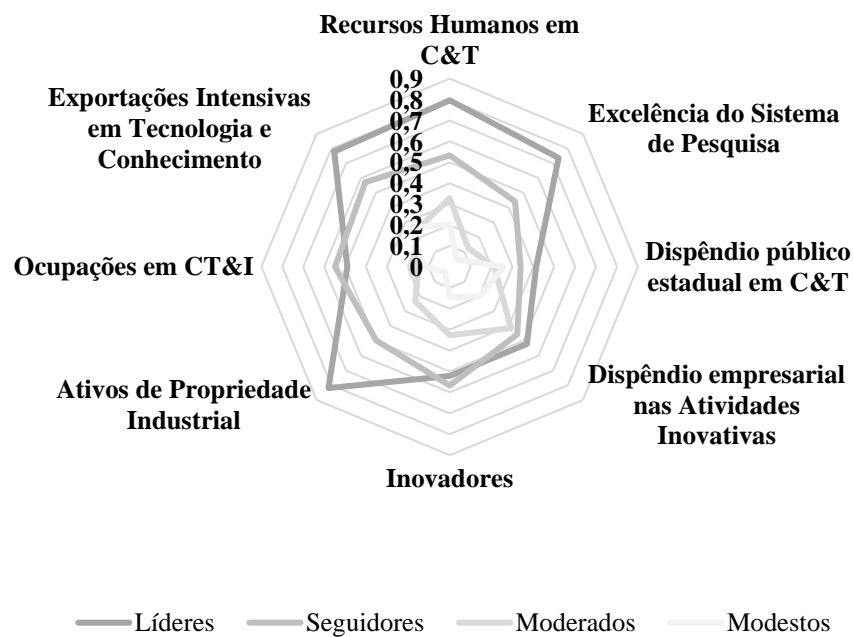 Recursos Humanos em
C&T
Excelência do Sistema
de Pesquisa
Dispêndio público
estadual em C&T
Dispêndio empresarial
nas Atividades
Inovativas
Inovadores
Ativos de Propriedade
Industrial
Ocupações em CT&I
Exportações Intensivas
em Tecnologia e
Conhecimento
0,9
0,8
0,7
0,6
0,5
0,4
0,3
0,2
0,1
0
Líderes
Seguidores
Moderados
Modestos